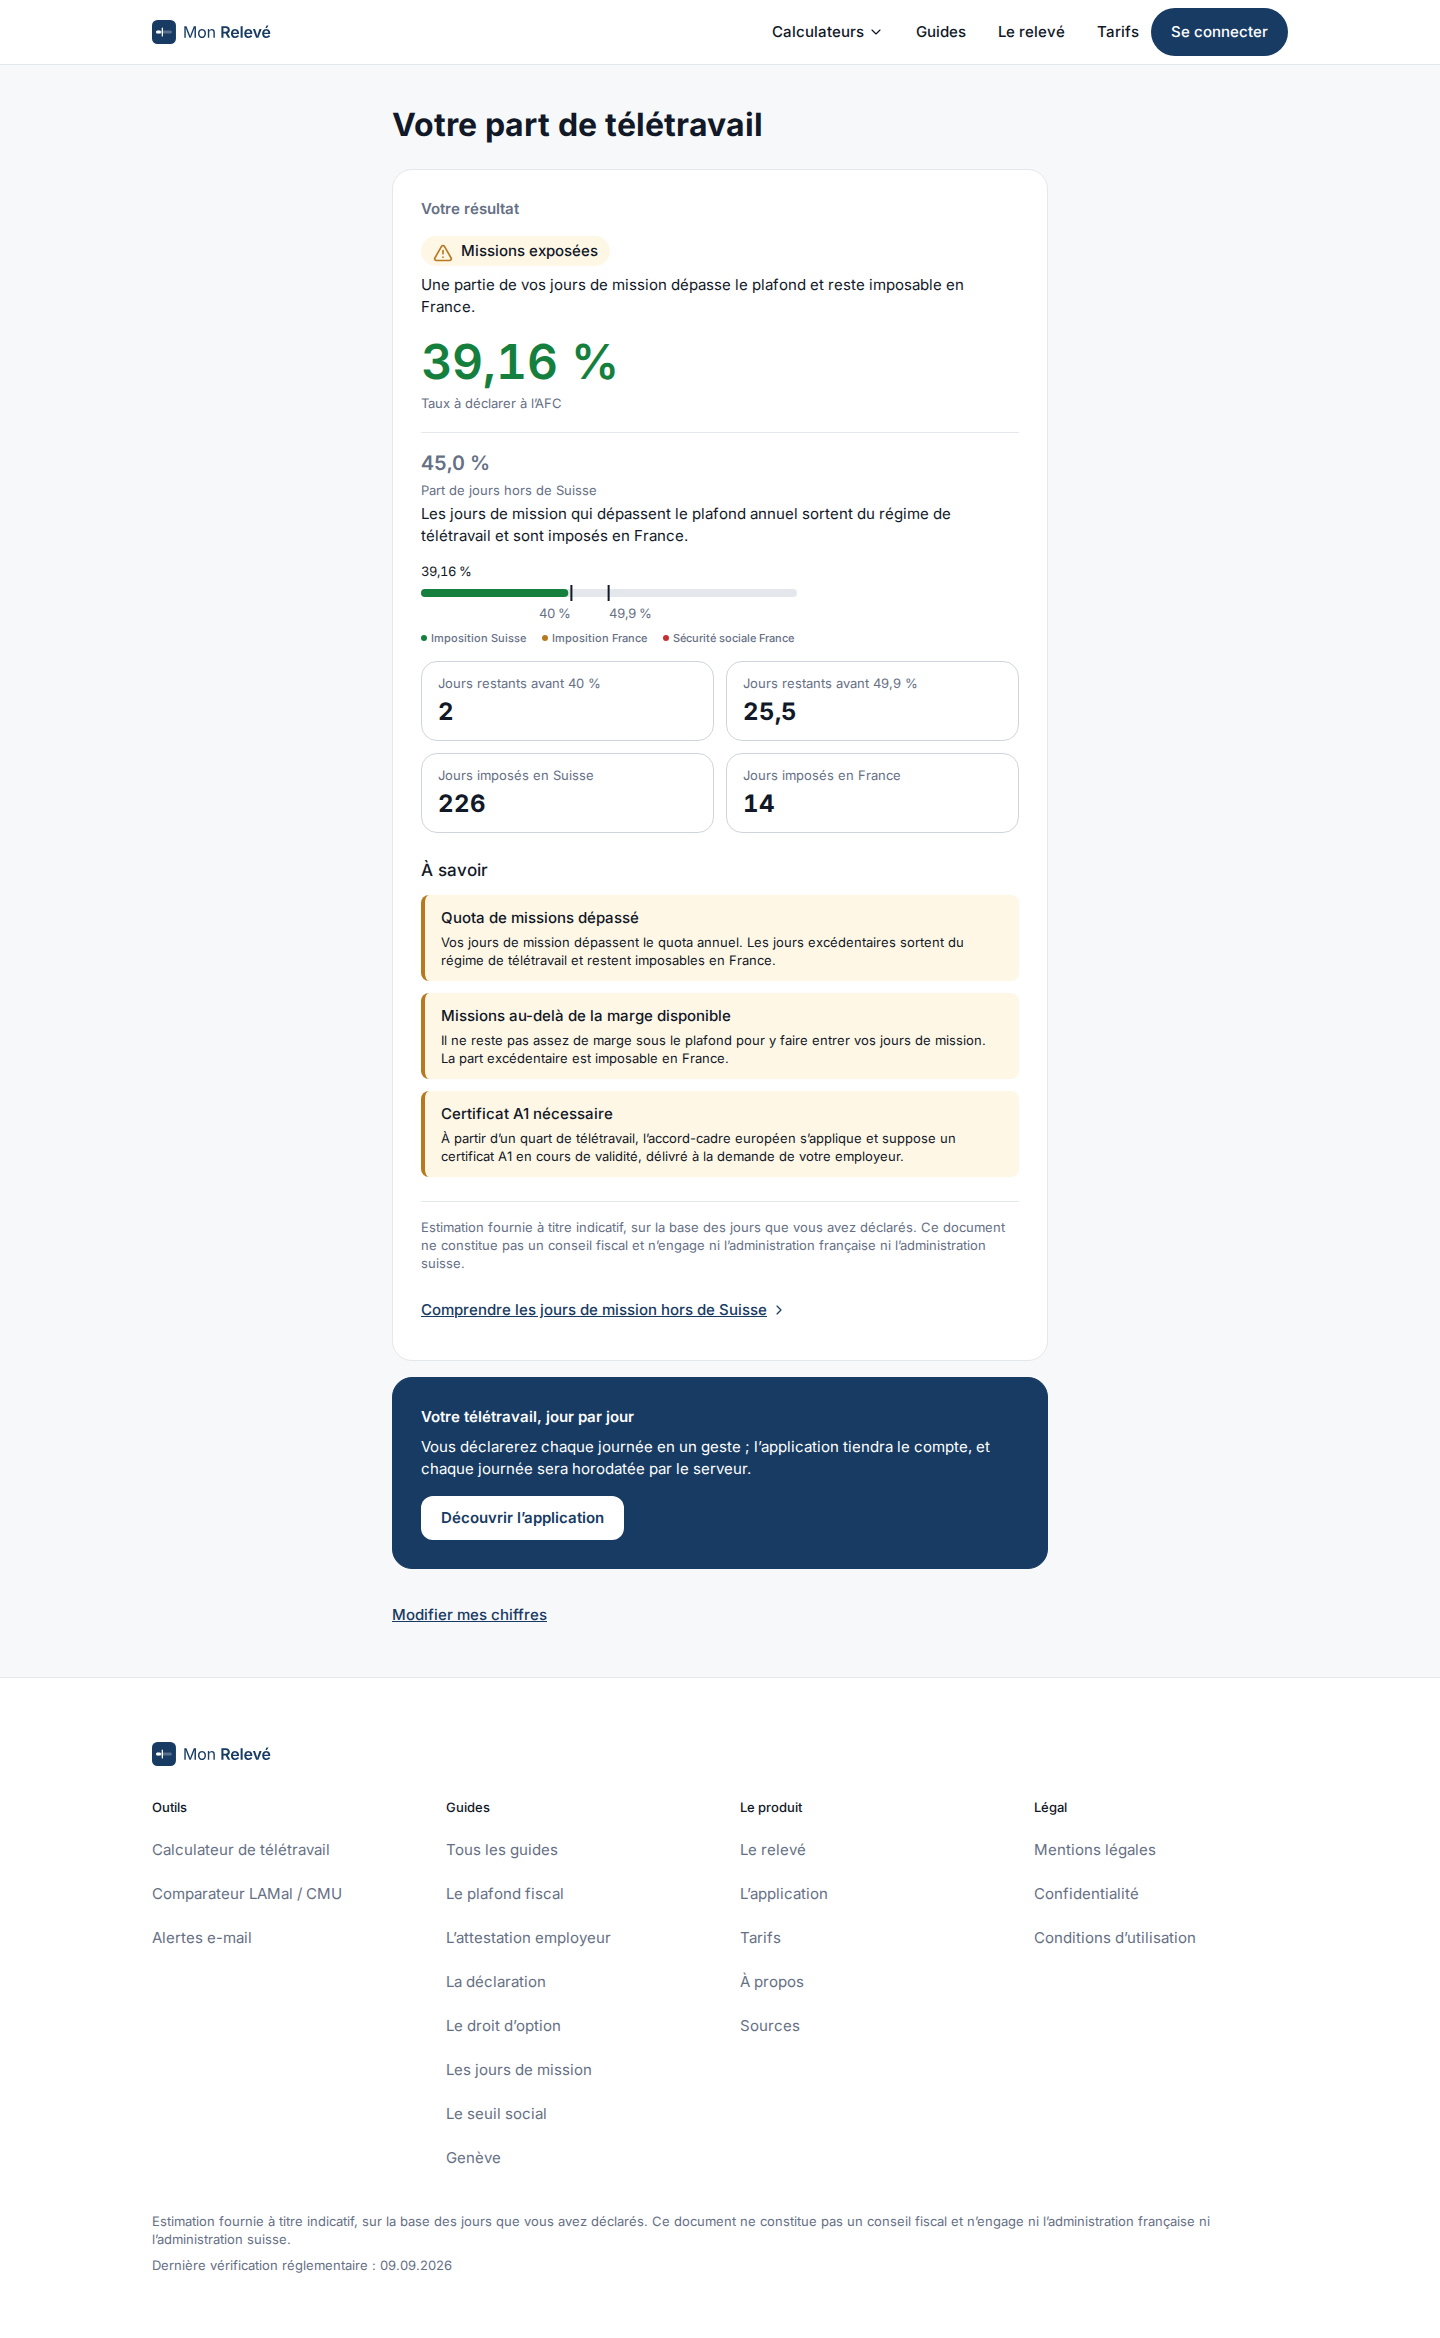 Mon Relevé
Calculateurs
Guides
Le relevé
Tarifs
Se connecter
Votre part de télétravail
Votre résultat
Missions exposées
Une partie de vos jours de mission dépasse le plafond et reste imposable en
France.
39,16 %
Taux à déclarer à l’AFC
45,0 %
Part de jours hors de Suisse
Les jours de mission qui dépassent le plafond annuel sortent du régime de
télétravail et sont imposés en France.
39,16 %
40 %
49,9 %
Imposition Suisse
Imposition France
Sécurité sociale France
Jours restants avant 40 %
2
Jours restants avant 49,9 %
25,5
Jours imposés en Suisse
226
Jours imposés en France
14
À savoir
Quota de missions dépassé
Vos jours de mission dépassent le quota annuel. Les jours excédentaires sortent du
régime de télétravail et restent imposables en France.
Missions au-delà de la marge disponible
Il ne reste pas assez de marge sous le plafond pour y faire entrer vos jours de mission.
La part excédentaire est imposable en France.
Certificat A1 nécessaire
À partir d’un quart de télétravail, l’accord-cadre européen s’applique et suppose un
certificat A1 en cours de validité, délivré à la demande de votre employeur.
Estimation fournie à titre indicatif, sur la base des jours que vous avez déclarés. Ce document
ne constitue pas un conseil fiscal et n’engage ni l’administration française ni l’administration
suisse.
Comprendre les jours de mission hors de Suisse
Votre télétravail, jour par jour
Vous déclarerez chaque journée en un geste ; l’application tiendra le compte, et
chaque journée sera horodatée par le serveur.
Découvrir l’application
Modifier mes chiffres
Mon Relevé
Outils
Calculateur de télétravail
Comparateur LAMal / CMU
Alertes e-mail
Guides
Tous les guides
Le plafond fiscal
L’attestation employeur
La déclaration
Le droit d’option
Les jours de mission
Le seuil social
Genève
Le produit
Le relevé
L’application
Tarifs
À propos
Sources
Légal
Mentions légales
Confidentialité
Conditions d’utilisation
Estimation fournie à titre indicatif, sur la base des jours que vous avez déclarés. Ce document ne constitue pas un conseil fiscal et n’engage ni l’administration française ni
l’administration suisse.
Dernière vérification réglementaire : 09.09.2026